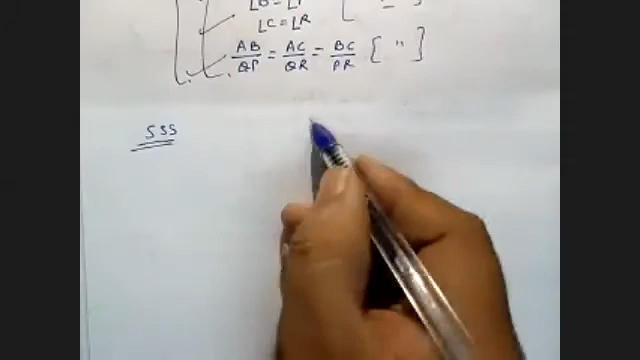 ∠B = ∠P
∠C = ∠R
AB/QP = AC/QR = BC/PR [ " ]
SSS